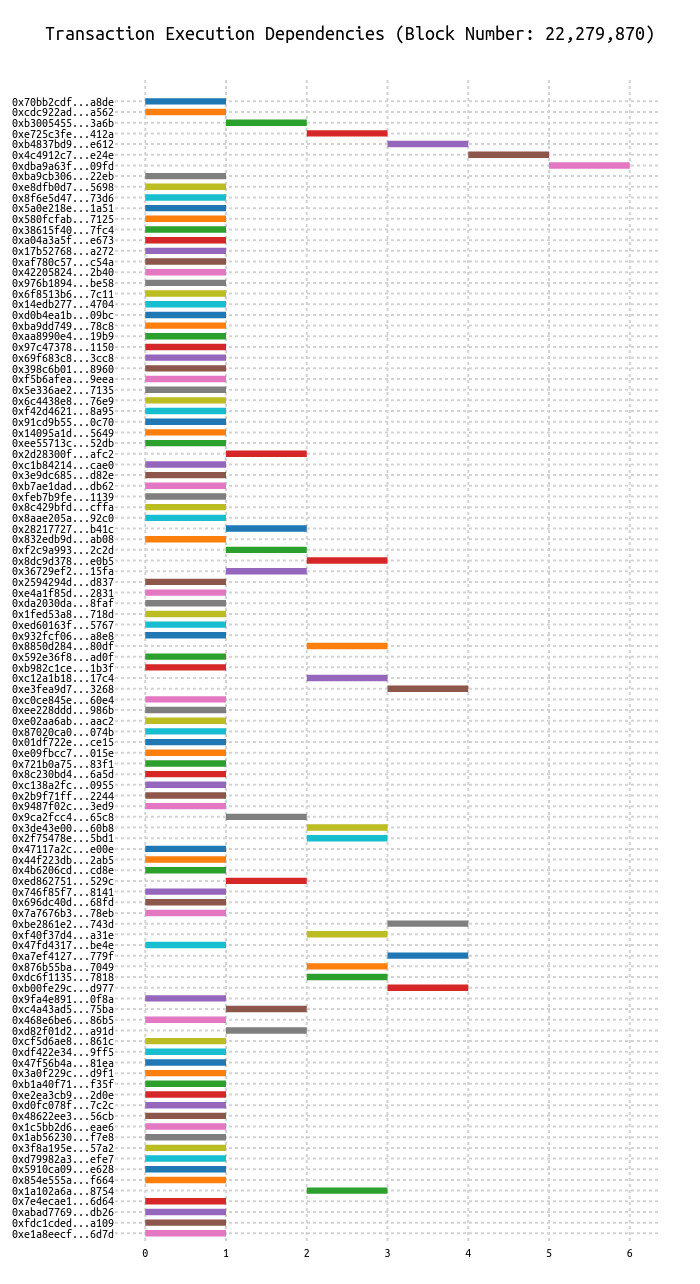 Transaction Execution Dependencies (Block Number: 22,279,870)
0x70bb2cdf...a8de
0xcdc922ad...a562
0xb3005455...3a6b
0xe725c3fe...412a
0xb4837bd9...e612
0x4c4912c7...e24e
0xdba9a63f...09fd
0xba9cb306...22eb
0xe8dfb0d7...5698
0x8f6e5d47...73d6
0x5a0e218e...1a51
0x580fcfab...7125
0x38615f40...7fc4
0xa04a3a5f...e673
0x17b52768...a272
0xaf780c57...c54a
0x42205824...2b40
0x976b1894...be58
0x6f8513b6...7c11
0x14edb277...4704
0xd0b4ea1b...09bc
0xba9dd749...78c8
0xaa8990e4...19b9
0x97c47378...1150
0x69f683c8...3cc8
0x398c6b01...8960
0xf5b6afea...9eea
0x5e336ae2...7135
0x6c4438e8...76e9
0xf42d4621...8a95
0x91cd9b55...0c70
0x14095a1d...5649
0xee55713c...52db
0x2d28300f...afc2
0xc1b84214...cae0
0x3e9dc685...d82e
0xb7ae1dad...db62
0xfeb7b9fe...1139
0x8c429bfd...cffa
0x8aae205a...92c0
0x28217727...b41c
0x832edb9d...ab08
0xf2c9a993...2c2d
0x8dc9d378...e0b5
0x36729ef2...15fa
0x2594294d...d837
0xe4a1f85d...2831
0xda2030da...8faf
0x1fed53a8...718d
0xed60163f...5767
0x932fcf06...a8e8
0x8850d284...80df
0x592e36f8...ad0f
0xb982c1ce...1b3f
0xc12a1b18...17c4
0xe3fea9d7...3268
0xc0ce845e...60e4
0xee228ddd...986b
0xe02aa6ab...aac2
0x87020ca0...074b
0x01df722e...ce15
0xe09fbcc7...015e
0x721b0a75...83f1
0x8c230bd4...6a5d
0xc138a2fc...0955
0x2b9f71ff...2244
0x9487f02c...3ed9
0x9ca2fcc4...65c8
0x3de43e00...60b8
0x2f75478e...5bd1
0x47117a2c...e00e
0x44f223db...2ab5
0x4b6206cd...cd8e
0xed862751...529c
0x746f85f7...8141
0x696dc40d...68fd
0x7a7676b3...78eb
0xbe2861e2...743d
0xf40f37d4...a31e
0x47fd4317...be4e
0xa7ef4127...779f
0x876b55ba...7049
0xdc6f1135...7818
0xb00fe29c...d977
0x9fa4e891...0f8a
0xc4a43ad5...75ba
0x468e6be6...86b5
0xd82f01d2...a91d
0xcf5d6ae8...861c
0xdf422e34...9ff5
0x47f56b4a...81ea
0x3a0f229c...d9f1
0xb1a40f71...f35f
0xe2ea3cb9...2d0e
0xd0fc078f...7c2c
0x48622ee3...56cb
0x1c5bb2d6...eae6
0x1ab56230...f7e8
0x3f8a195e...57a2
0xd79982a3...efe7
0x5910ca09...e628
0x854e555a...f664
0x1a102a6a...8754
0x7e4ecae1...6d64
0xabad7769...db26
0xfdc1cded...a109
0xe1a8eecf...6d7d
0 1 2 3 4 5 6